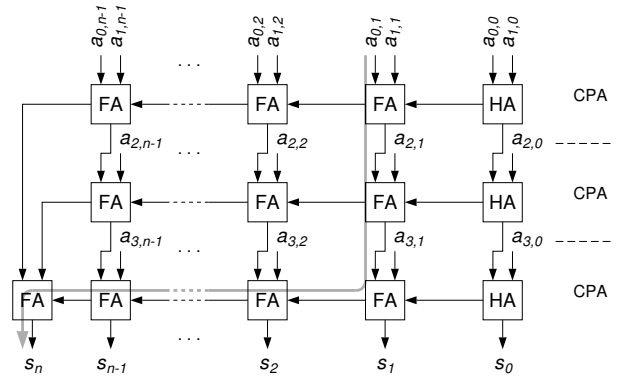 a0,n-1 a1,n-1 a0,2 a1,2 a0,1 a1,1 a0,0 a1,0
. . .
FA FA FA HA CPA
a2,n-1 . . . a2,2 a2,1 a2,0
FA FA FA HA CPA
a3,n-1 . . . a3,2 a3,1 a3,0
FA FA FA FA HA CPA
sn sn-1 . . . s2 s1 s0